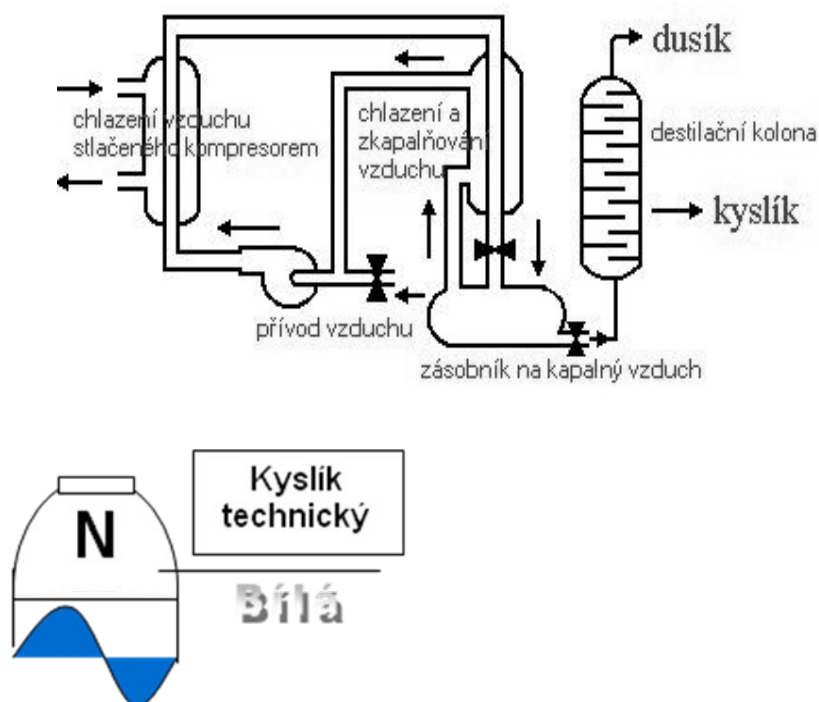 dusík
chlazení vzduchu
stlačeného kompresorem
chlazení a
zkapalňování
vzduchu
destilační kolona
kyslík
přívod vzduchu
zásobník na kapalný vzduch
Kyslík
technický
N
Bílá